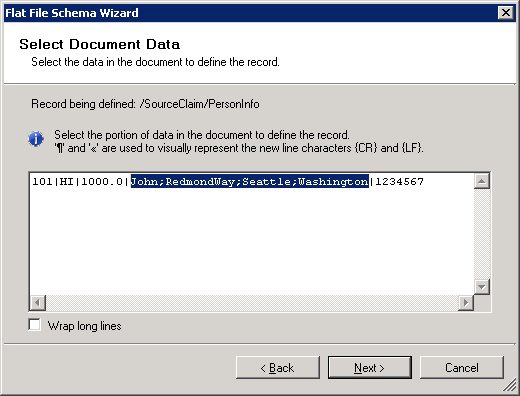 Flat File Schema Wizard
Select Document Data
Select the data in the document to define the record.
Record being defined: /SourceClaim/PersonInfo
Select the portion of data in the document to define the record.
'¶' and '«' are used to visually represent the new line characters {CR} and {LF}.
101|HI|1000.0|John;RedmondWay;Seattle;Washington|1234567
Wrap long lines
< Back
Next >
Cancel